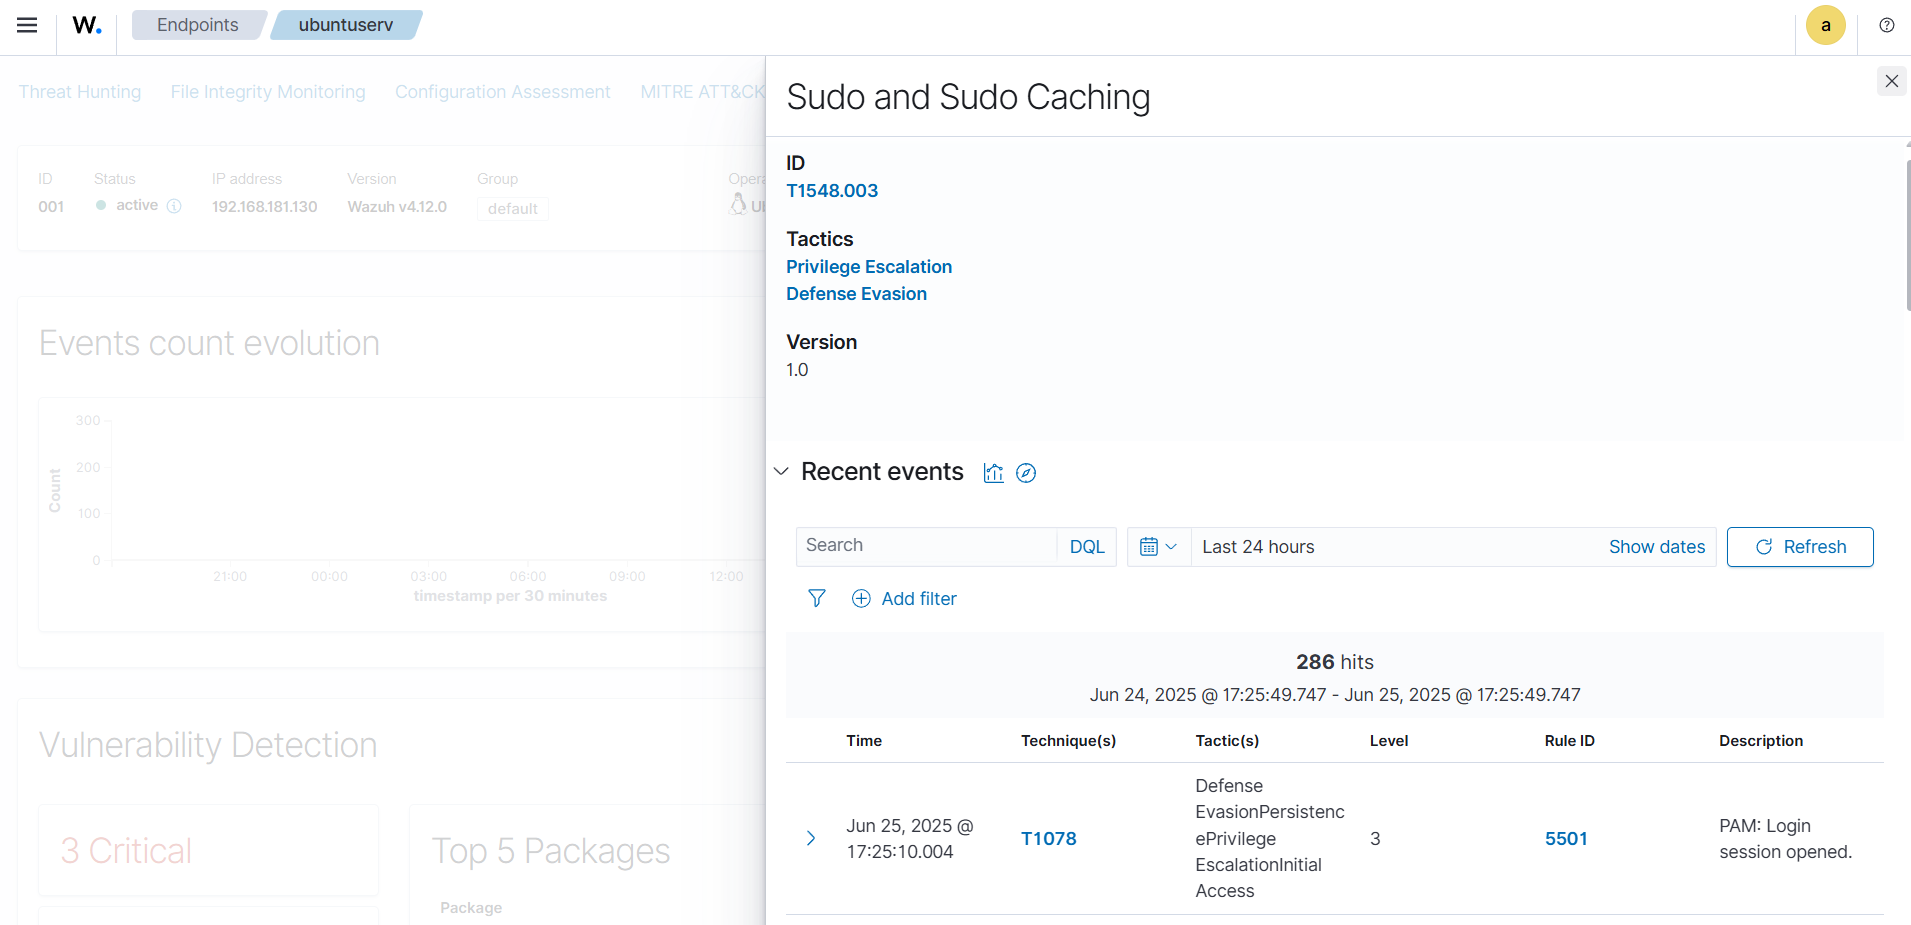 W.
Endpoints
ubuntuserv
a
Threat Hunting
File Integrity Monitoring
Configuration Assessment
MITRE ATT&CK
ID
Status
IP address
Version
Group
001
active
192.168.181.130
Wazuh v4.12.0
default
Events count evolution
Count
300
200
100
0
21:00
00:00
03:00
06:00
09:00
12:00
timestamp per 30 minutes
Vulnerability Detection
3 Critical
Top 5 Packages
Package
Sudo and Sudo Caching
ID
T1548.003
Tactics
Privilege Escalation
Defense Evasion
Version
1.0
Recent events
Search
DQL
Last 24 hours
Show dates
Refresh
Add filter
286 hits
Jun 24, 2025 @ 17:25:49.747 - Jun 25, 2025 @ 17:25:49.747
Time
Technique(s)
Tactic(s)
Level
Rule ID
Description
Jun 25, 2025 @
17:25:10.004
T1078
Defense
EvasionPersistenc
ePrivilege
EscalationInitial
Access
3
5501
PAM: Login
session opened.